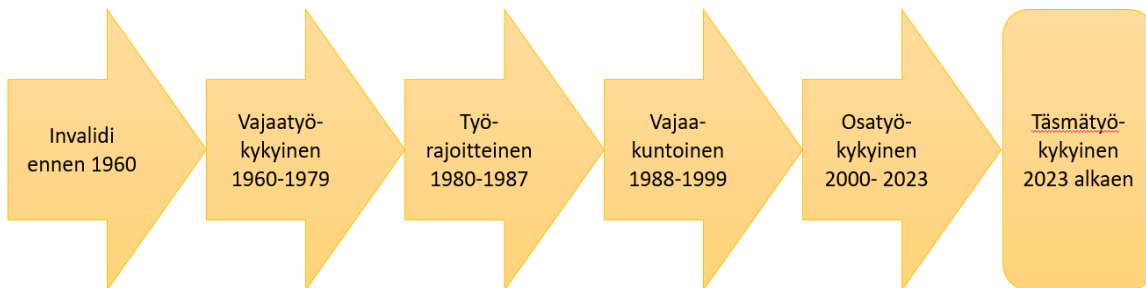 Invalidi
ennen 1960
Vajaatyö-
kykyinen
1960-1979
Työ-
rajoitteinen
1980-1987
Vajaa-
kuntoinen
1988-1999
Osatyö-
kykyinen
2000- 2023
Täsmätyö-
kykyinen
2023 alkaen